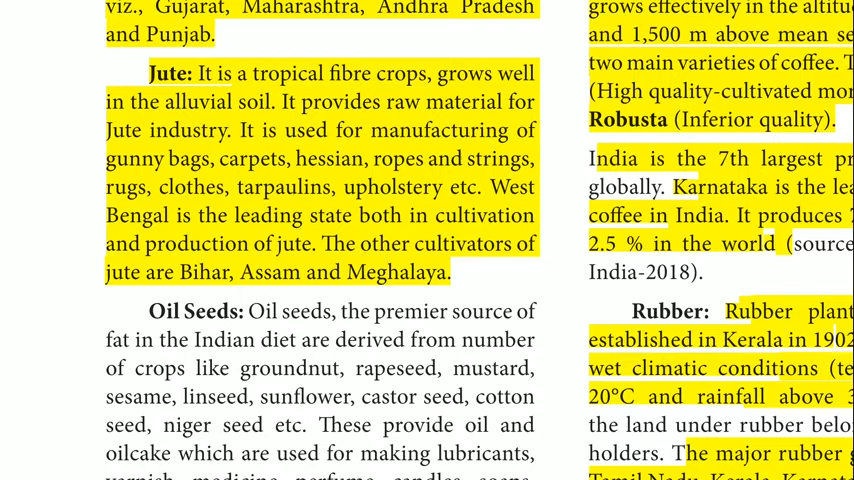 viz., Gujarat, Maharashtra, Andhra Pradesh
and Punjab.
Jute: It is a tropical fibre crops, grows well
in the alluvial soil. It provides raw material for
Jute industry. It is used for manufacturing of
gunny bags, carpets, hessian, ropes and strings,
rugs, clothes, tarpaulins, upholstery etc. West
Bengal is the leading state both in cultivation
and production of jute. The other cultivators of
jute are Bihar, Assam and Meghalaya.
Oil Seeds: Oil seeds, the premier source of
fat in the Indian diet are derived from number
of crops like groundnut, rapeseed, mustard,
sesame, linseed, sunflower, castor seed, cotton
seed, niger seed etc. These provide oil and
oilcake which are used for making lubricants,
varnish, medicine, perfume, candles, soaps,
grows effectively in the
and 1,500 m above mean
two main varieties of coffee.
(High quality-cultivated
Robusta (Inferior quality).
India is the 7th largest
globally. Karnataka is the
coffee in India. It produces
2.5 % in the world (source
India-2018).
Rubber: Rubber
established in Kerala in 1902
wet climatic conditions
20°C and rainfall above
the land under rubber
holders. The major rubber
Tamil Nadu, Kerala,